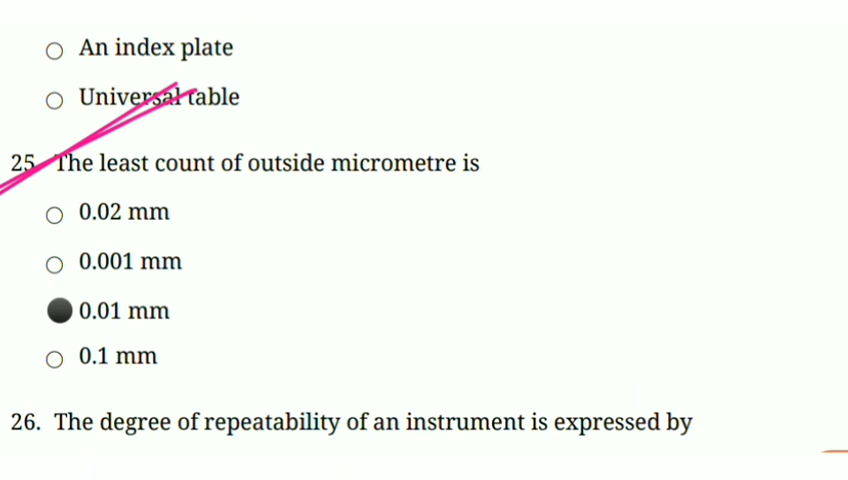 An index plate
Universal table
25. The least count of outside micrometre is
0.02 mm
0.001 mm
0.01 mm
0.1 mm
26. The degree of repeatability of an instrument is expressed by